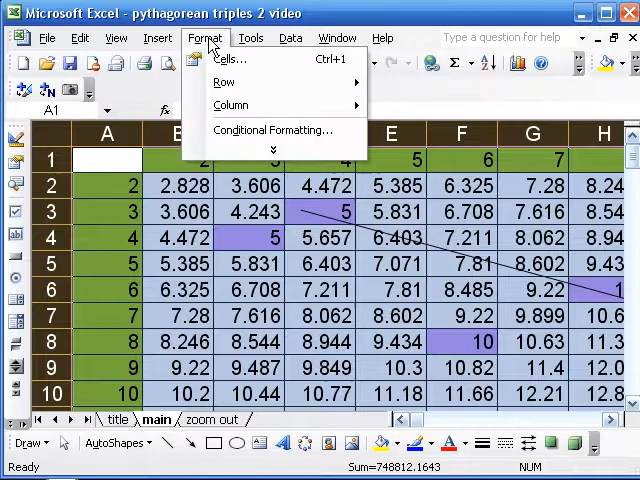 Microsoft Excel - pythagorean triples 2 video
File Edit View Insert Format Tools Data Window Help Type a question for help
Cells... Ctrl+1
Row
Column
Conditional Formatting...
A1 fx
A B E F G H
1 2 3 4 5 6 7
2 2 2.828 3.606 4.472 5.385 6.325 7.28 8.24
3 3 3.606 4.243 5 5.831 6.708 7.616 8.54
4 4 4.472 5 5.657 6.403 7.211 8.062 8.94
5 5 5.385 5.831 6.403 7.071 7.81 8.602 9.43
6 6 6.325 6.708 7.211 7.81 8.485 9.22 1
7 7 7.28 7.616 8.062 8.602 9.22 9.899 10.6
8 8 8.246 8.544 8.944 9.434 10 10.63 11.3
9 9 9.22 9.487 9.849 10.3 10.82 11.4 12.0
10 10 10.2 10.44 10.77 11.18 11.66 12.21 12.8
title main zoom out
Draw AutoShapes
Ready Sum=748812.1643 NUM